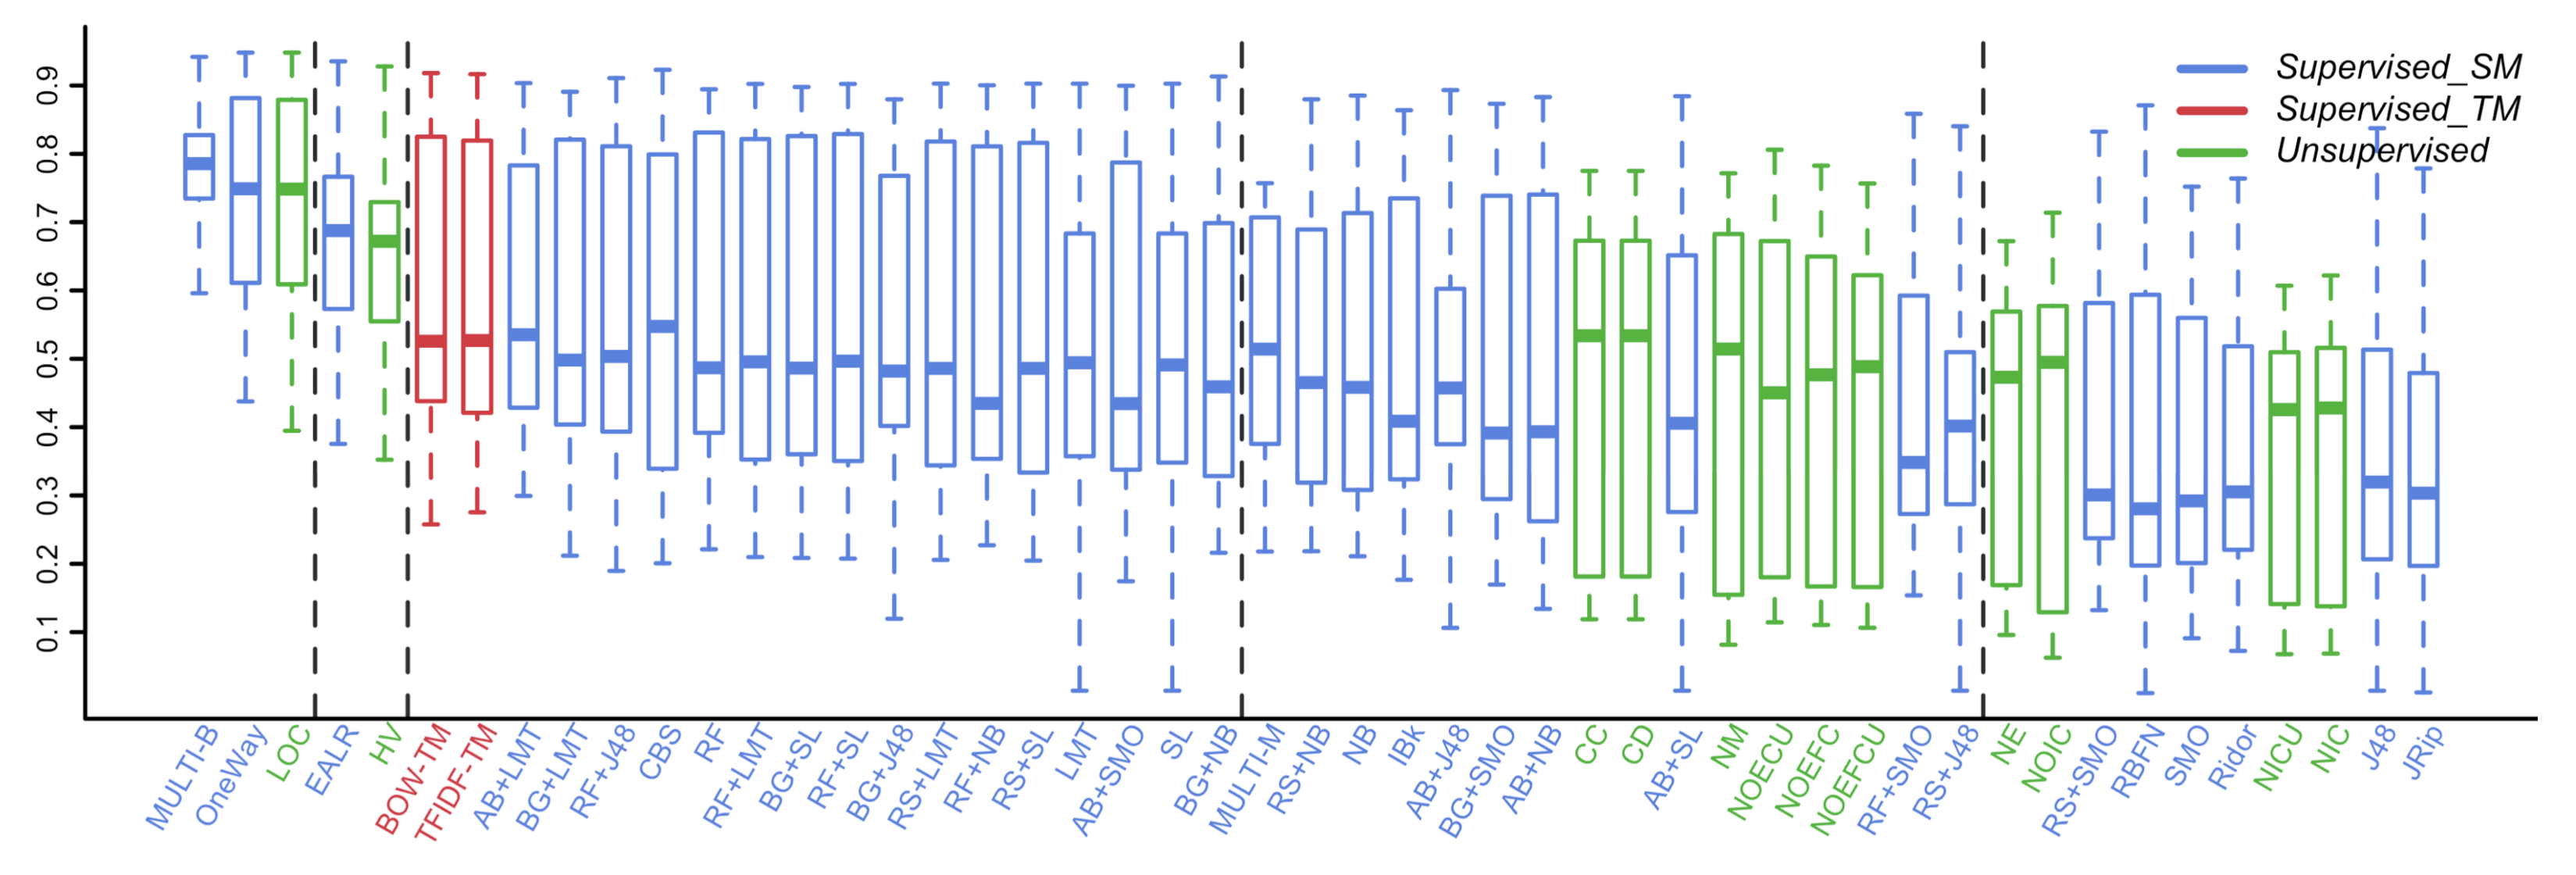 0.9
0.8
0.7
0.6
0.5
0.4
0.3
0.2
0.1
Supervised_SM
Supervised_TM
Unsupervised
MULTI-B
OneWay
LOC
EALR
HV
BOW-TM
TFIDF-TM
AB+LMT
BG+LMT
RF+J48
CBS
RF
RF+LMT
BG+SL
RF+SL
BG+J48
RS+LMT
RF+NB
RS+SL
LMT
AB+SMO
SL
BG+NB
MULTI-M
RS+NB
NB
IBk
AB+J48
BG+SMO
AB+NB
CC
CD
AB+SL
NM
NOECU
NOEFC
NOEFCU
RF+SMO
RS+J48
NE
NOIC
RS+SMO
RBFN
SMO
Ridor
NICU
NIC
J48
JRip